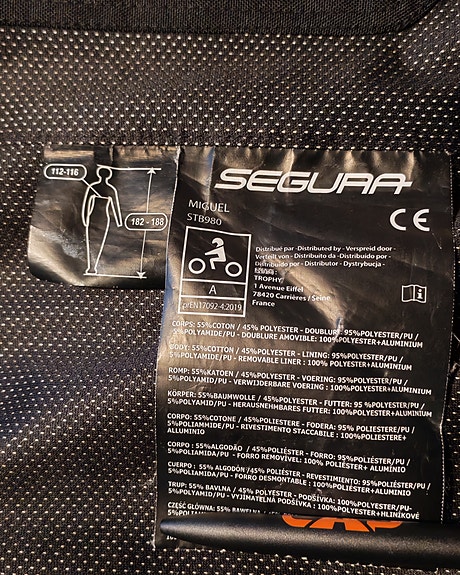 112-116
182 - 188
SEGURA
MIGUEL
STB980
CE
A
prEN17092-4:2019
Distribué par -Distributed by - Verspreid door -
Verteilt von - Distribuito da - Distribuido por -
Distribuido por - Distributor - Dystrybucja -
TROPHY
1 Avenue Eiffel
78420 Carrières / Seine
France
i
CORPS: 55%COTON / 45% POLYESTER - DOUBLURE: 95%POLYESTER/PU /
5%POLYAMIDE/PU - DOUBLURE AMOVIBLE: 100%POLYESTER+ALUMINIUM
BODY: 55%COTTON / 45%POLYESTER - LINING: 95%POLYESTER/PU /
5%POLYAMIDE/PU - REMOVABLE LINER : 100% POLYESTER+ALUMINIUM
ROMP: 55%KATOEN / 45%POLYESTER - VOERING: 95%POLYESTER/PU /
5%POLYAMIDE/PU - VERWIJDERBARE VOERING : 100%POLYESTER+ALUMINIUM
KÖRPER: 55%BAUMWOLLE / 45%POLYESTER - FUTTER: 95% POLYESTER/PU /
5%POLYAMID/PU - HERAUSNEHMBARES FUTTER: 100%POLYESTER+ALUMINIUM
CORPO: 55%COTONE / 45%POLIESTERE - FODERA: 95%POLIESTERE/PU /
5%POLIAMMIDE/PU - RIVESTIMENTO STACCABILE : 100%POLIESTERE+
ALLUMINIO
CORPO : 55%ALGODÃO / 45%POLIÉSTER - FORRO: 95%POLIÉSTER/PU /
5%POLIAMIDA/PU - FORRO REMOVÍVEL: 100% POLIÉSTER+ALUMÍNIO
CUERPO : 55% ALGODÓN /45% POLIÉSTER - REVESTIMIENTO: 95%POLIÉSTER/PU /
5%POLIAMIDA/PU - FORRO DESMONTABLE : 100%POLIÉSTER+ALUMINIO
TRUP: 55% BAVLNA / 45% POLYESTER - PODŠÍVKA: 95%POLYESTER/PU /
5%POLYAMID/PU - VYJÍMATELNÁ PODŠÍVKA : 100%POLYESTER+HLINÍKOVÉ
CZĘŚĆ GŁÓWNA: 55% BAWEŁNA /